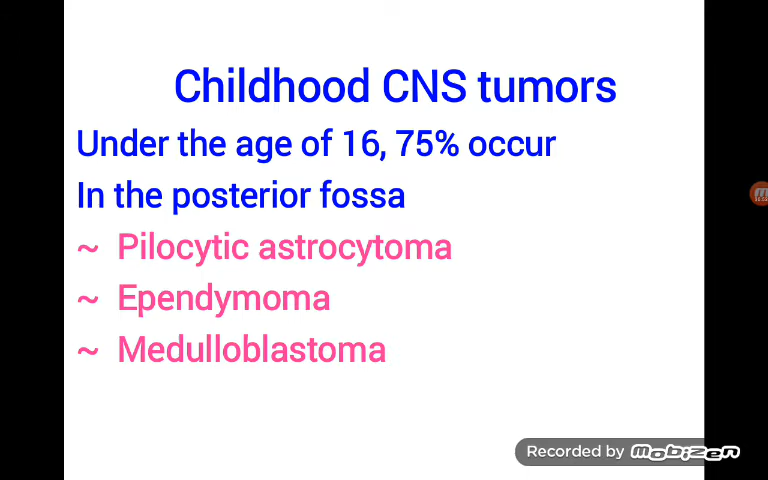 Childhood CNS tumors
Under the age of 16, 75% occur
In the posterior fossa
~ Pilocytic astrocytoma
~ Ependymoma
~ Medulloblastoma
Recorded by mobizen